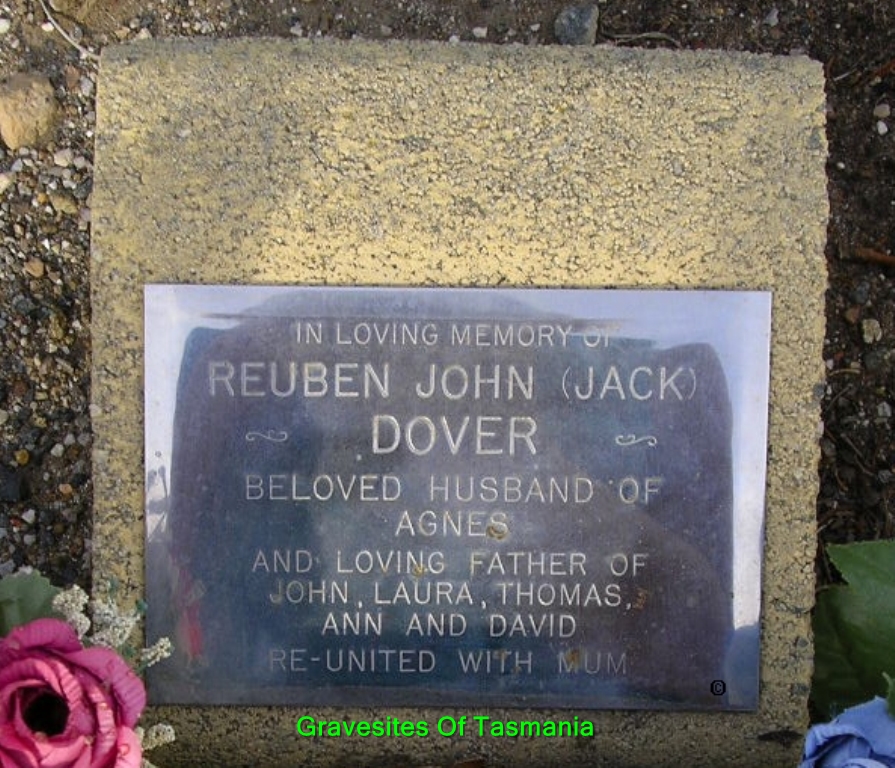 IN LOVING MEMORY OF
REUBEN JOHN (JACK)
DOVER
BELOVED HUSBAND OF
AGNES
AND LOVING FATHER OF
JOHN, LAURA, THOMAS,
ANN AND DAVID
RE-UNITED WITH MUM
©
Gravesites Of Tasmania